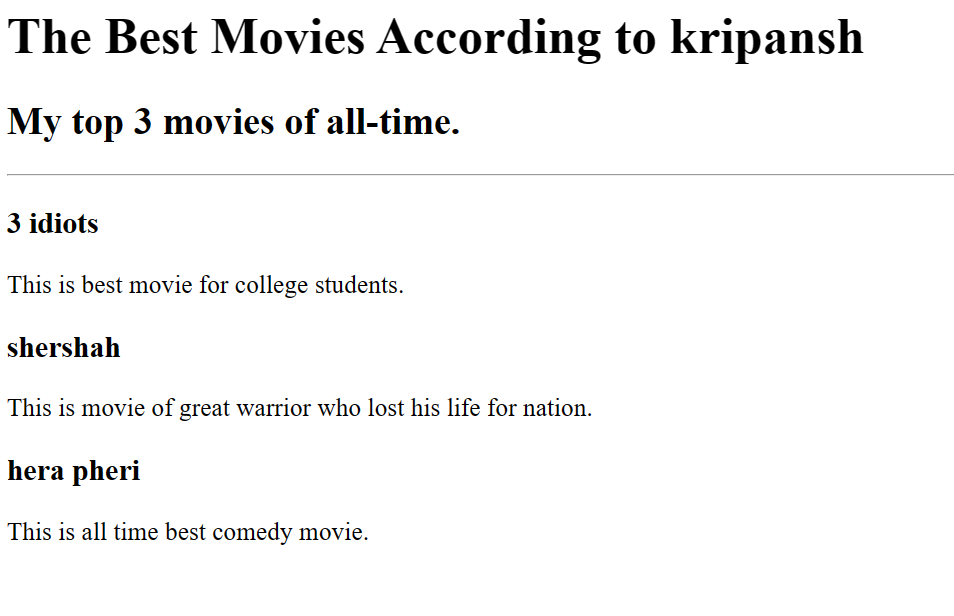 The Best Movies According to kripansh
My top 3 movies of all-time.
3 idiots
This is best movie for college students.
shershah
This is movie of great warrior who lost his life for nation.
hera pheri
This is all time best comedy movie.